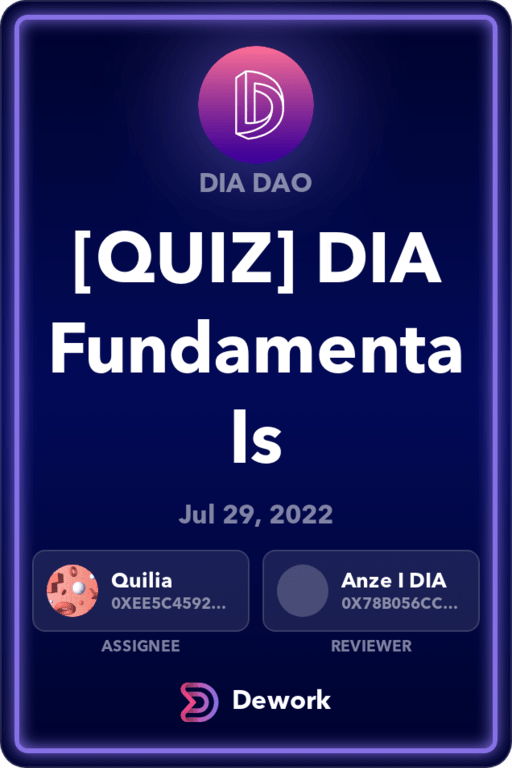 DIA DAO
[QUIZ] DIA
Fundamenta
ls
Jul 29, 2022
Quilia
0XEE5C4592...
Anze I DIA
0X78B056CC...
ASSIGNEE
REVIEWER
Dework